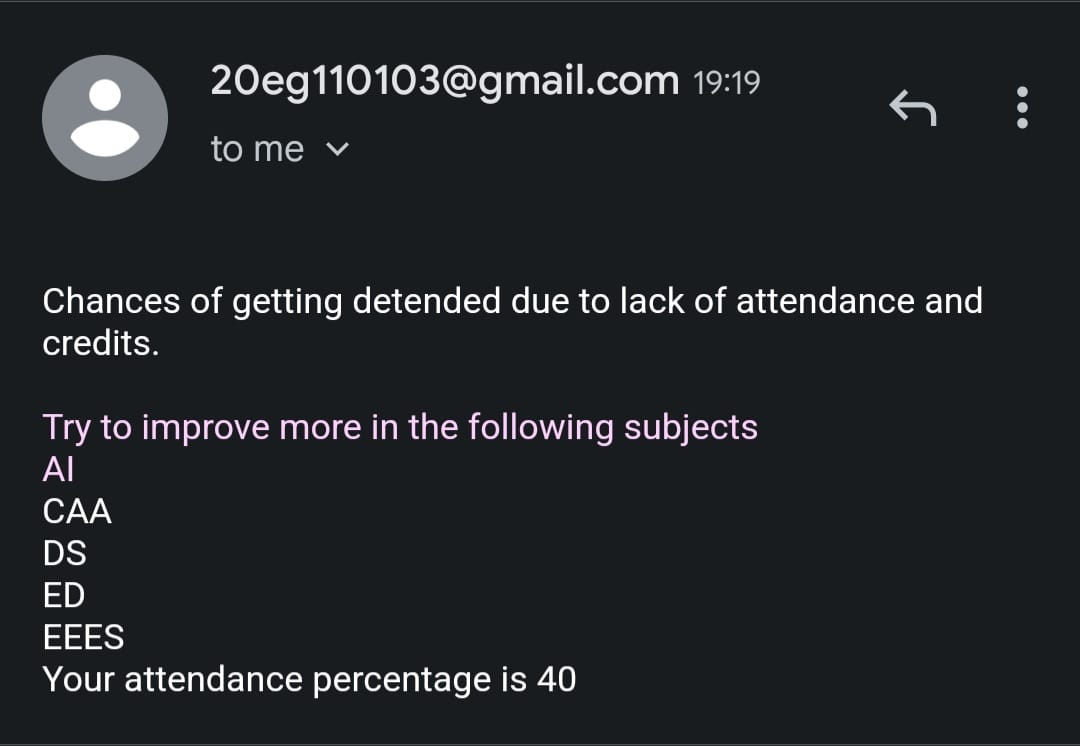 20eg110103@gmail.com 19:19
to me
Chances of getting detended due to lack of attendance and
credits.
Try to improve more in the following subjects
AI
CAA
DS
ED
EEES
Your attendance percentage is 40